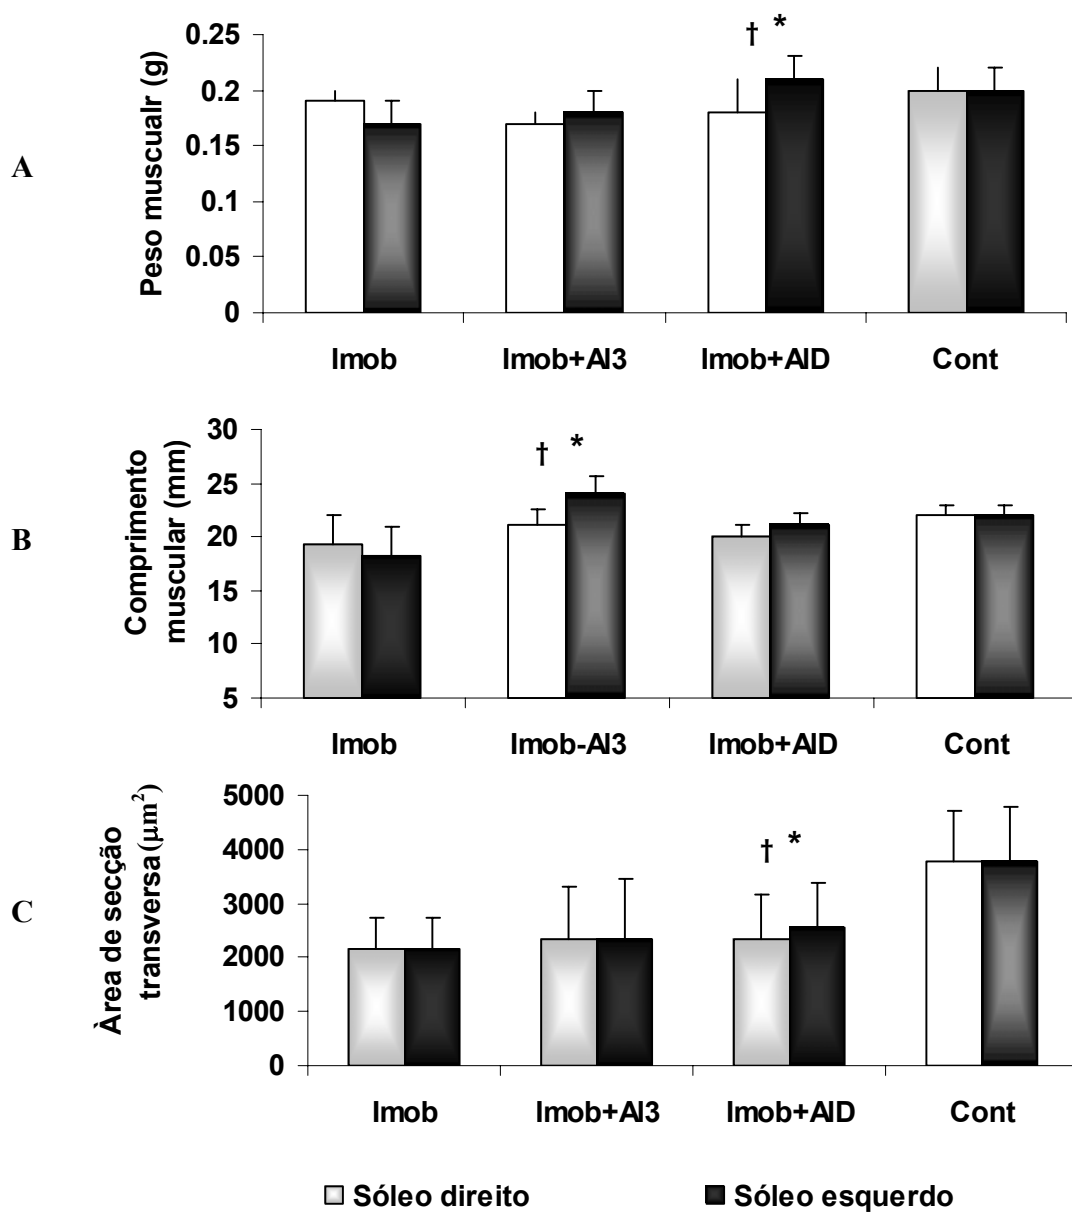 A
Peso muscualr (g)
0.25
0.2
0.15
0.1
0.05
0
† *
Imob Imob+AI3 Imob+AID Cont
B
Comprimento
muscular (mm)
30
25
20
15
10
5
† *
Imob Imob-AI3 Imob+AID Cont
C
Àrea de secção
transversa (μm²)
5000
4000
3000
2000
1000
0
† *
Imob Imob+AI3 Imob+AID Cont
Sóleo direito Sóleo esquerdo